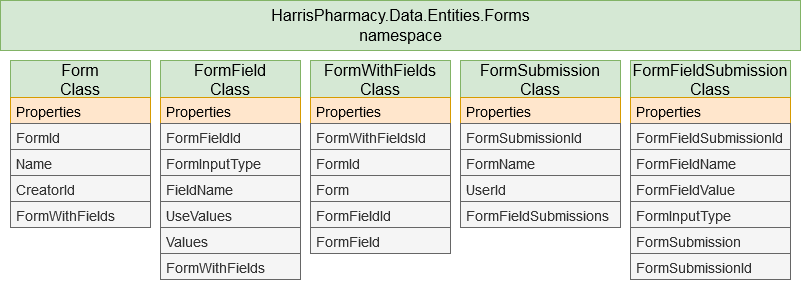 HarrisPharmacy.Data.Entities.Forms
namespace
Form
Class
Properties
FormId
Name
CreatorId
FormWithFields
FormField
Class
Properties
FormFieldId
FormInputType
FieldName
UseValues
Values
FormWithFields
FormWithFields
Class
Properties
FormWithFieldsId
FormId
Form
FormFieldId
FormField
FormSubmission
Class
Properties
FormSubmissionId
FormName
UserId
FormFieldSubmissions
FormFieldSubmission
Class
Properties
FormFieldSubmissionId
FormFieldName
FormFieldValue
FormInputType
FormSubmission
FormSubmissionId